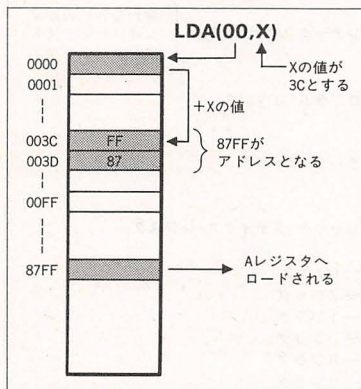 LDA(00,X)
Xの値が
3Cとする
0000
0001
+Xの値
003C FF
003D 87
87FFが
アドレスとなる
00FF
87FF
Aレジスタへ
ロードされる